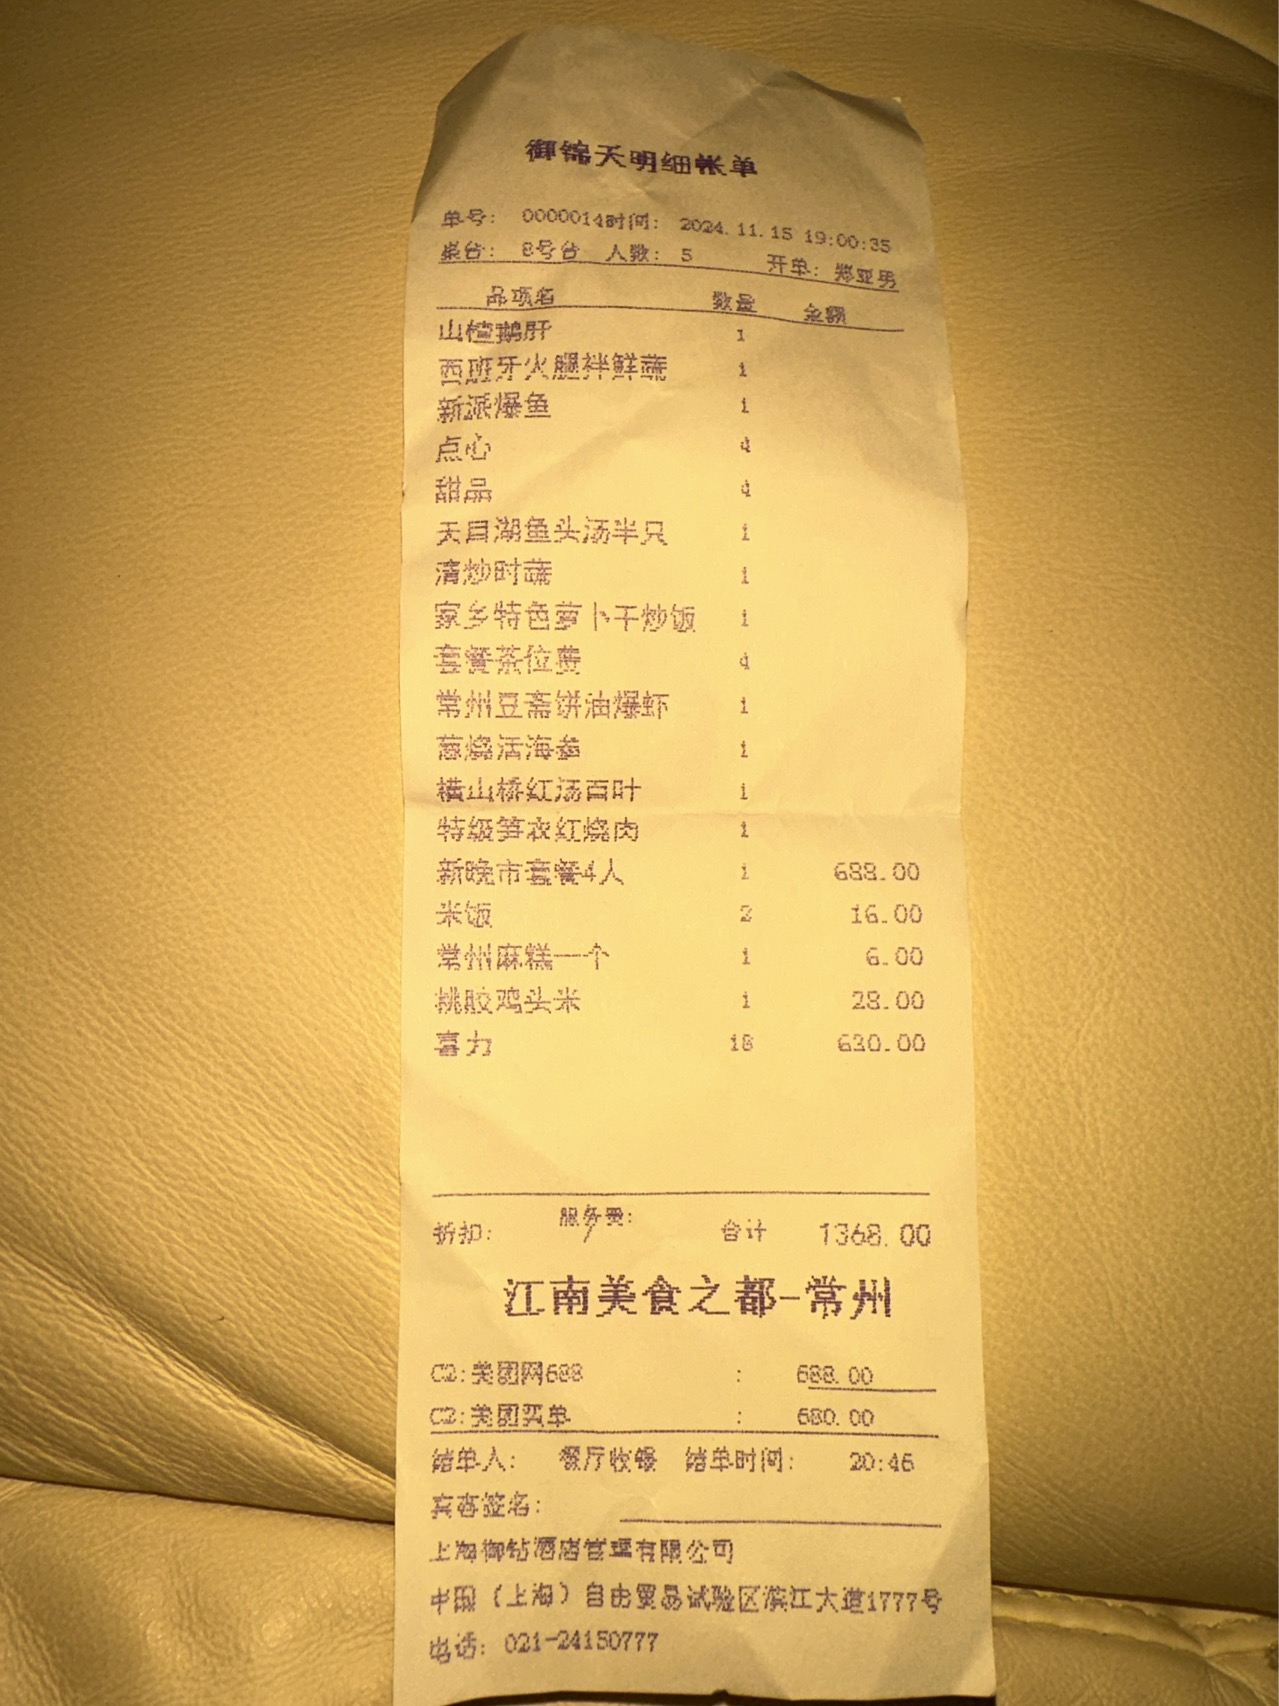 御锦天明细帐单
单号： 0000014时间： 2024.11.15 19:00:35
桌台： 8号台 人数： 5 开单：郑亚男
品项名 数量 金额
山楂鹅肝 1
西班牙火腿拌鲜蔬 1
新派爆鱼 1
点心 4
甜品 4
天目湖鱼头汤半只 1
清炒时蔬 1
家乡特色萝卜干炒饭 1
套餐茶位费 4
常州豆斋饼油爆虾 1
葱烧活海参 1
横山桥红汤百叶 1
特级笋衣红烧肉 1
新晚市套餐4人 1 688.00
米饭 2 16.00
常州麻糕一个 1 6.00
桃胶鸡头米 1 28.00
喜力 18 630.00
折扣： 服务费： / 合计 1368.00
江南美食之都-常州
C2:美团网688 : 688.00
C2:美团买单 : 680.00
结单人： 餐厅收银 结单时间： 20:46
宾客签名：
上海御钻酒店管理有限公司
中国（上海）自由贸易试验区滨江大道1777号
电话：021-24150777